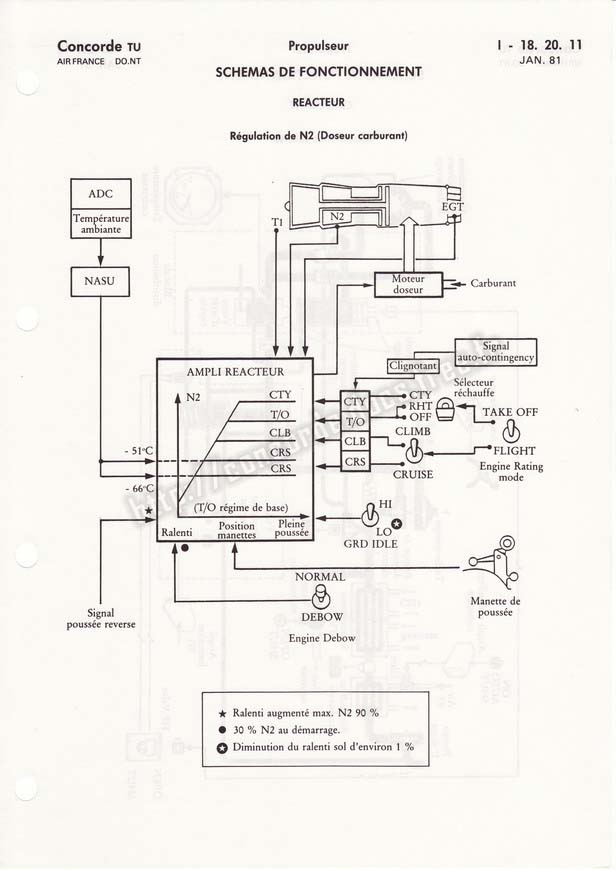 Concorde TU
AIR FRANCE DO.NT
Propulseur
I - 18. 20. 11
JAN. 81
SCHEMAS DE FONCTIONNEMENT
REACTEUR
Régulation de N2 (Doseur carburant)
ADC
Température
ambiante
NASU
T1
N2
EGT
Moteur
doseur
Carburant
Signal
auto-contingency
Clignotant
AMPLI REACTEUR
N2
CTY
T/O
CLB
CRS
CRS
(T/O régime de base)
Ralenti
Position
manettes
Pleine
poussée
- 51°C
- 66°C
CTY
T/O
CLB
CRS
CTY
RHT
OFF
Sélecteur
réchauffe
CLIMB
CRUISE
TAKE OFF
FLIGHT
Engine Rating
mode
HI
LO
GRD IDLE
Signal
poussée reverse
NORMAL
DEBOW
Engine Debow
Manette de
poussée
★ Ralenti augmenté max. N2 90 %
● 30 % N2 au démarrage.
✪ Diminution du ralenti sol d'environ 1 %